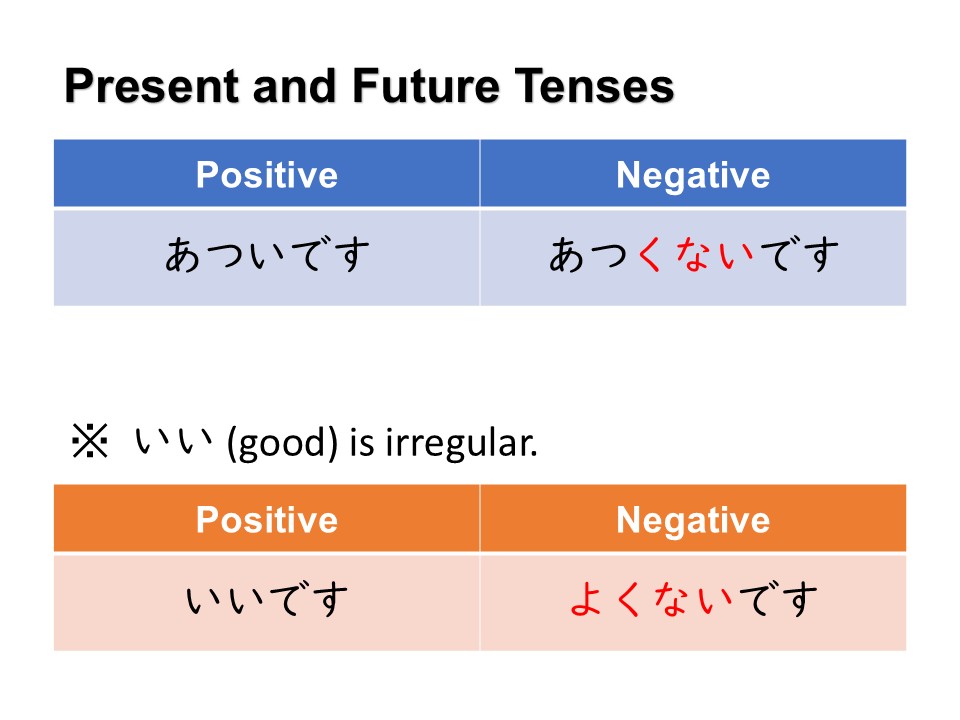 Present and Future Tenses
Positive Negative
あついです あつくないです
※ いい (good) is irregular.
Positive Negative
いいです よくないです